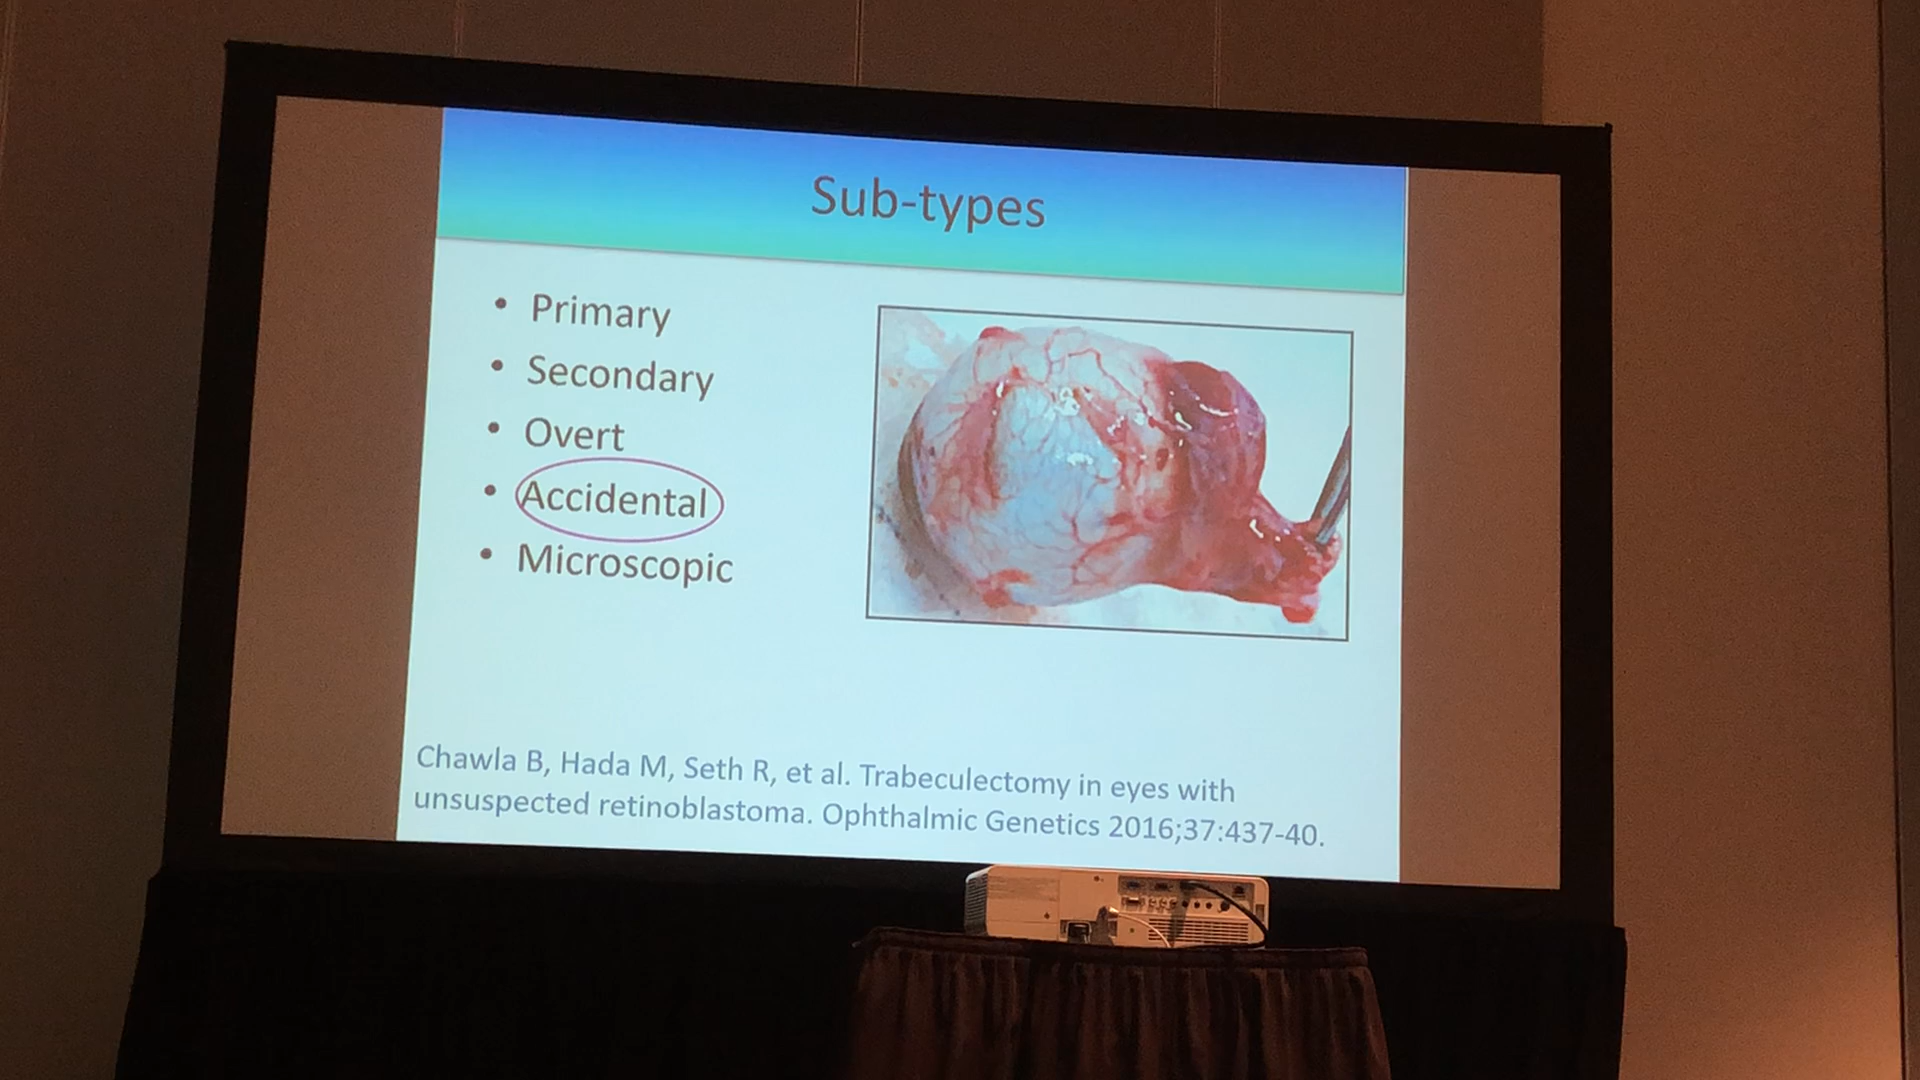 Sub-types
• Primary
• Secondary
• Overt
• Accidental
• Microscopic
Chawla B, Hada M, Seth R, et al. Trabeculectomy in eyes with
unsuspected retinoblastoma. Ophthalmic Genetics 2016;37:437-40.